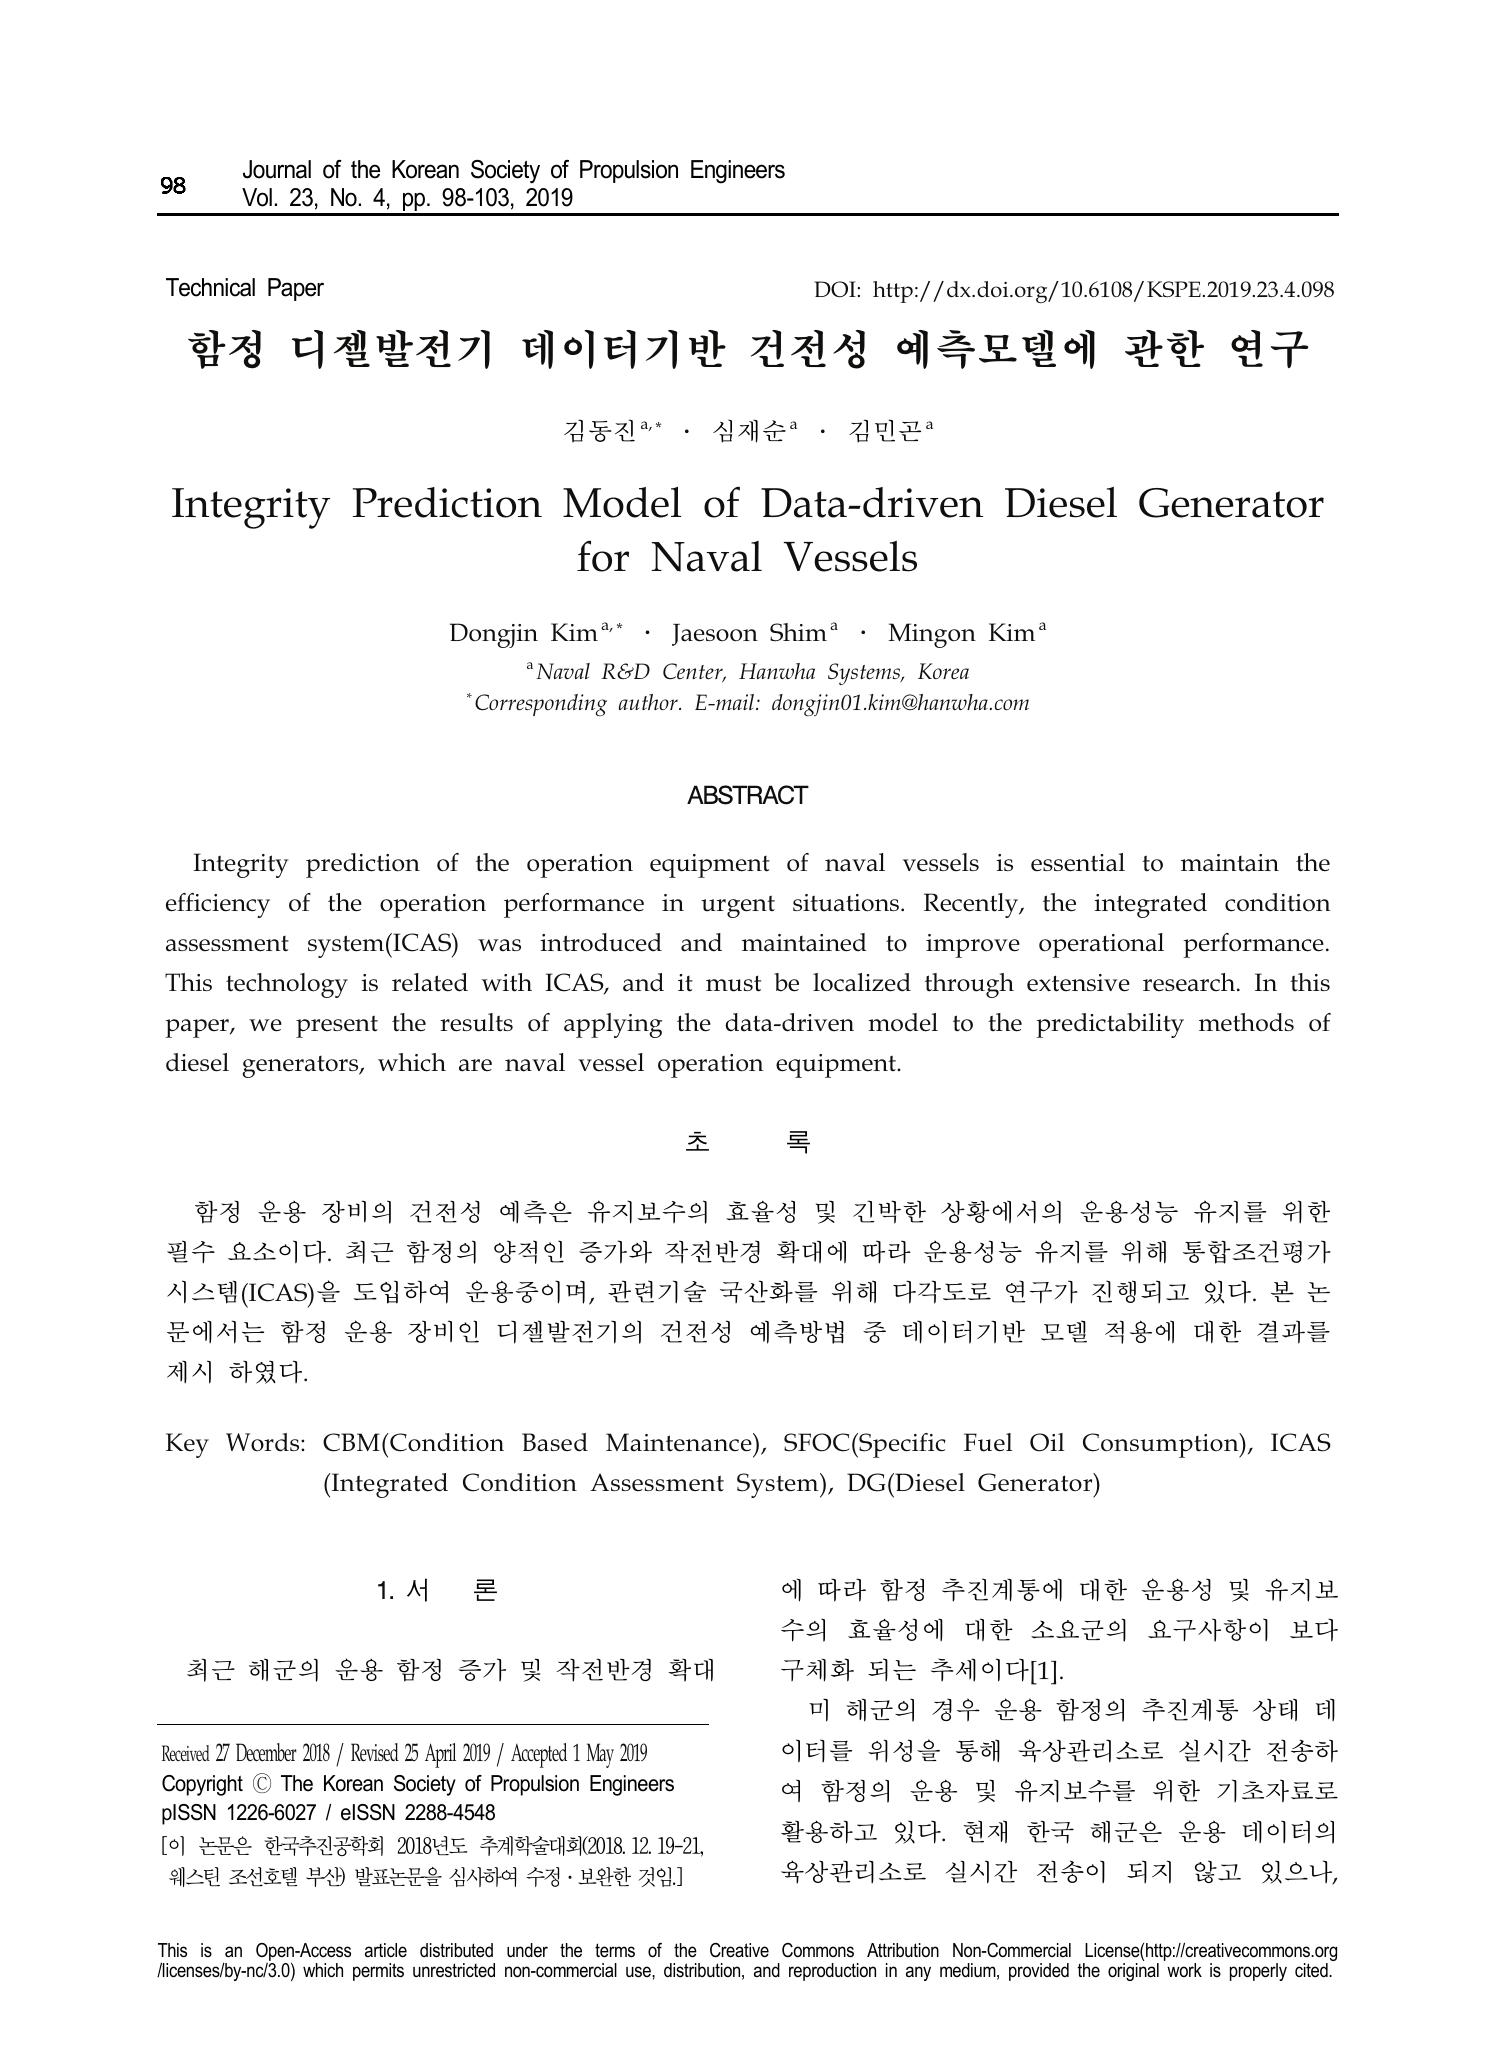 98
Journal of the Korean Society of Propulsion Engineers
Vol. 23, No. 4, pp. 98-103, 2019
Technical Paper
DOI: http://dx.doi.org/10.6108/KSPE.2019.23.4.098
함정 디젤발전기 데이터기반 건전성 예측모델에 관한 연구
김동진 a,* · 심재순 a · 김민곤 a
Integrity Prediction Model of Data-driven Diesel Generator
for Naval Vessels
Dongjin Kim a,* · Jaesoon Shim a · Mingon Kim a
a Naval R&D Center, Hanwha Systems, Korea
* Corresponding author. E-mail: dongjin01.kim@hanwha.com
ABSTRACT
Integrity prediction of the operation equipment of naval vessels is essential to maintain the
efficiency of the operation performance in urgent situations. Recently, the integrated condition
assessment system(ICAS) was introduced and maintained to improve operational performance.
This technology is related with ICAS, and it must be localized through extensive research. In this
paper, we present the results of applying the data-driven model to the predictability methods of
diesel generators, which are naval vessel operation equipment.
초 록
함정 운용 장비의 건전성 예측은 유지보수의 효율성 및 긴박한 상황에서의 운용성능 유지를 위한
필수 요소이다. 최근 함정의 양적인 증가와 작전반경 확대에 따라 운용성능 유지를 위해 통합조건평가
시스템(ICAS)을 도입하여 운용중이며, 관련기술 국산화를 위해 다각도로 연구가 진행되고 있다. 본 논
문에서는 함정 운용 장비인 디젤발전기의 건전성 예측방법 중 데이터기반 모델 적용에 대한 결과를
제시 하였다.
Key Words: CBM(Condition Based Maintenance), SFOC(Specific Fuel Oil Consumption), ICAS
(Integrated Condition Assessment System), DG(Diesel Generator)
1. 서 론
최근 해군의 운용 함정 증가 및 작전반경 확대
Received 27 December 2018 / Revised 25 April 2019 / Accepted 1 May 2019
Copyright Ⓒ The Korean Society of Propulsion Engineers
pISSN 1226-6027 / eISSN 2288-4548
[이 논문은 한국추진공학회 2018년도 추계학술대회(2018. 12. 19-21,
웨스틴 조선호텔 부산) 발표논문을 심사하여 수정·보완한 것임.]
에 따라 함정 추진계통에 대한 운용성 및 유지보
수의 효율성에 대한 소요군의 요구사항이 보다
구체화 되는 추세이다[1].
미 해군의 경우 운용 함정의 추진계통 상태 데
이터를 위성을 통해 육상관리소로 실시간 전송하
여 함정의 운용 및 유지보수를 위한 기초자료로
활용하고 있다. 현재 한국 해군은 운용 데이터의
육상관리소로 실시간 전송이 되지 않고 있으나,
This is an Open-Access article distributed under the terms of the Creative Commons Attribution Non-Commercial License(http://creativecommons.org
/licenses/by-nc/3.0) which permits unrestricted non-commercial use, distribution, and reproduction in any medium, provided the original work is properly cited.